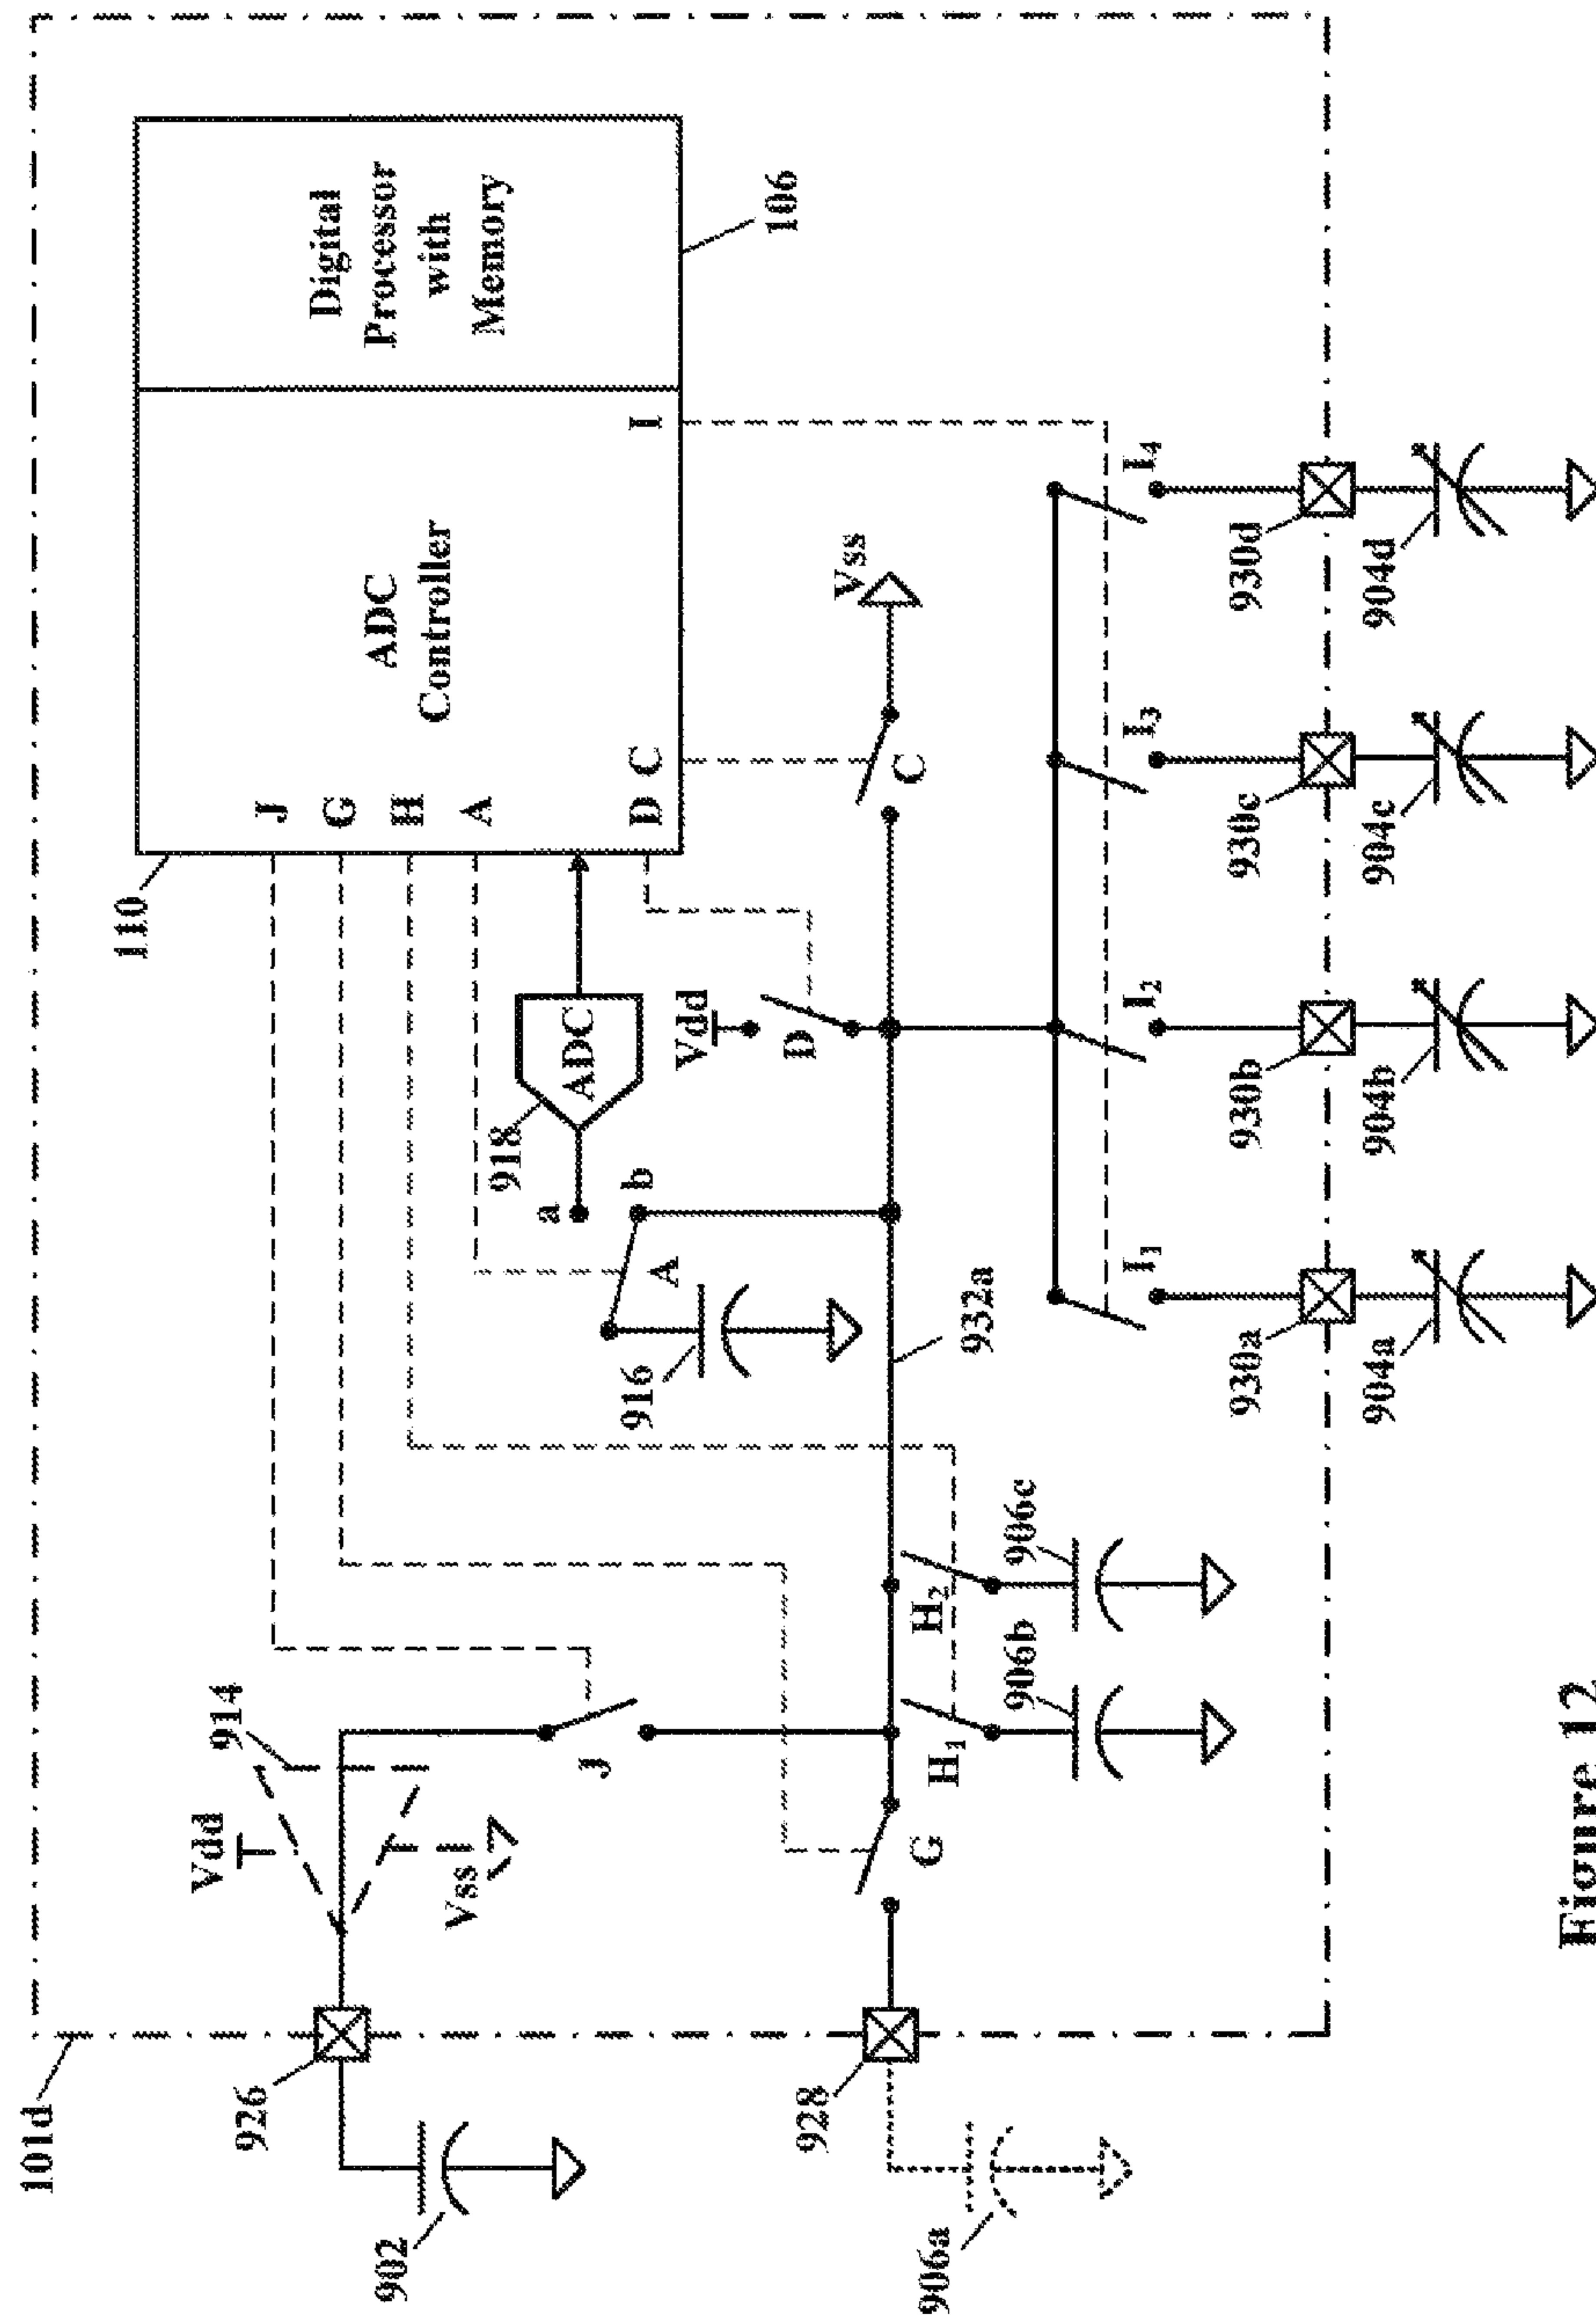 101d
110
Digital
Processor
with
Memory
ADC
Controller
106
J
G
H
A
D
C
I
914
Vdd
Vss
926
902
J
918
ADC
a
b
A
916
Vdd
D
Vss
C
932a
928
906a
G
H1
H2
906b
906c
I1
I2
I3
I4
930a
930b
930c
930d
904a
904b
904c
904d
Figure 12